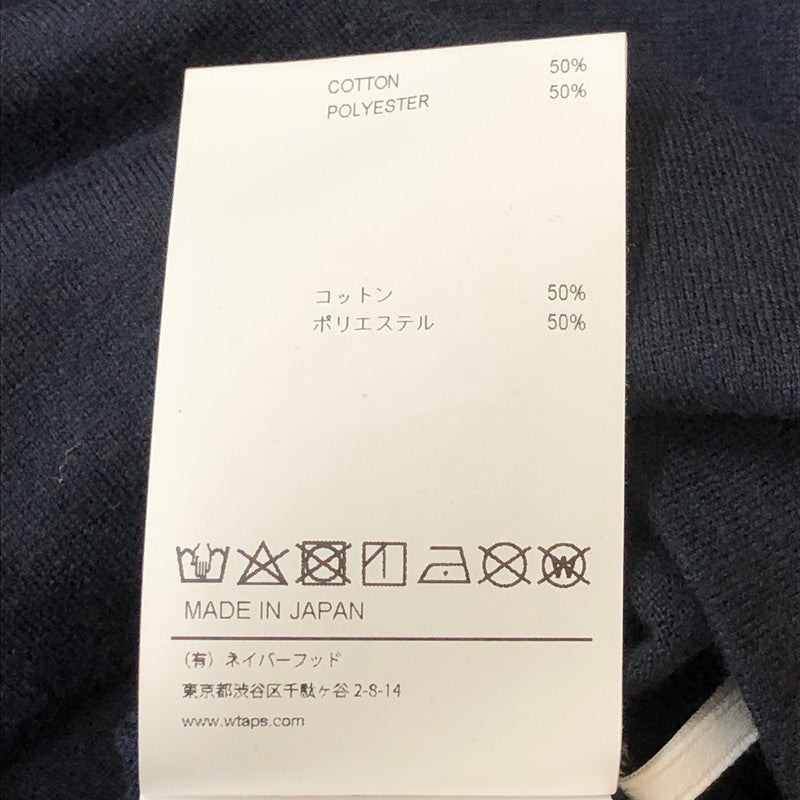 COTTON 50%
POLYESTER 50%
コットン 50%
ポリエステル 50%
W
MADE IN JAPAN
(有) ネイバーフッド
東京都渋谷区千駄ヶ谷 2-8-14
www.wtaps.com